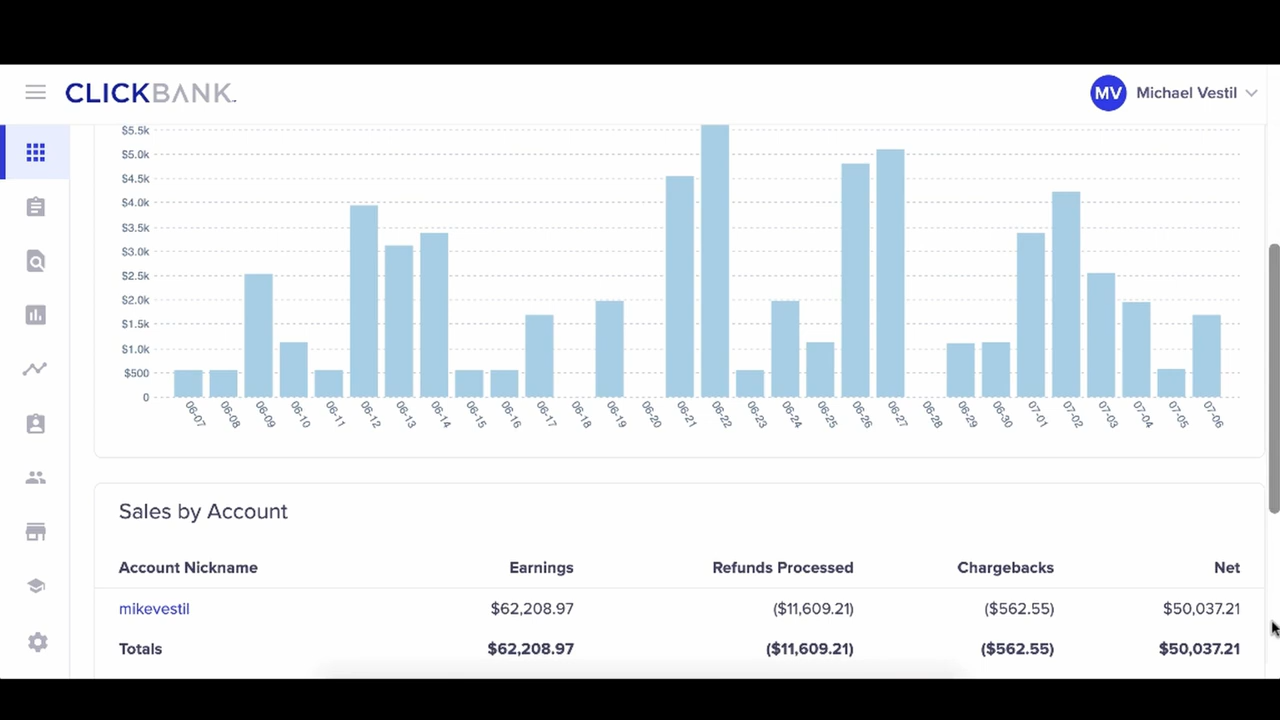 CLICKBANK.
MV Michael Vestil
$5.5k
$5.0k
$4.5k
$4.0k
$3.5k
$3.0k
$2.5k
$2.0k
$1.5k
$1.0k
$500
0
06-07 06-08 06-09 06-10 06-11 06-12 06-13 06-14 06-15 06-16 06-17 06-18 06-19 06-20 06-21 06-22 06-23 06-24 06-25 06-26 06-27 06-28 06-29 06-30 07-01 07-02 07-03 07-04 07-05 07-06
Sales by Account
Account Nickname Earnings Refunds Processed Chargebacks Net
mikevestil $62,208.97 ($11,609.21) ($562.55) $50,037.21
Totals $62,208.97 ($11,609.21) ($562.55) $50,037.21